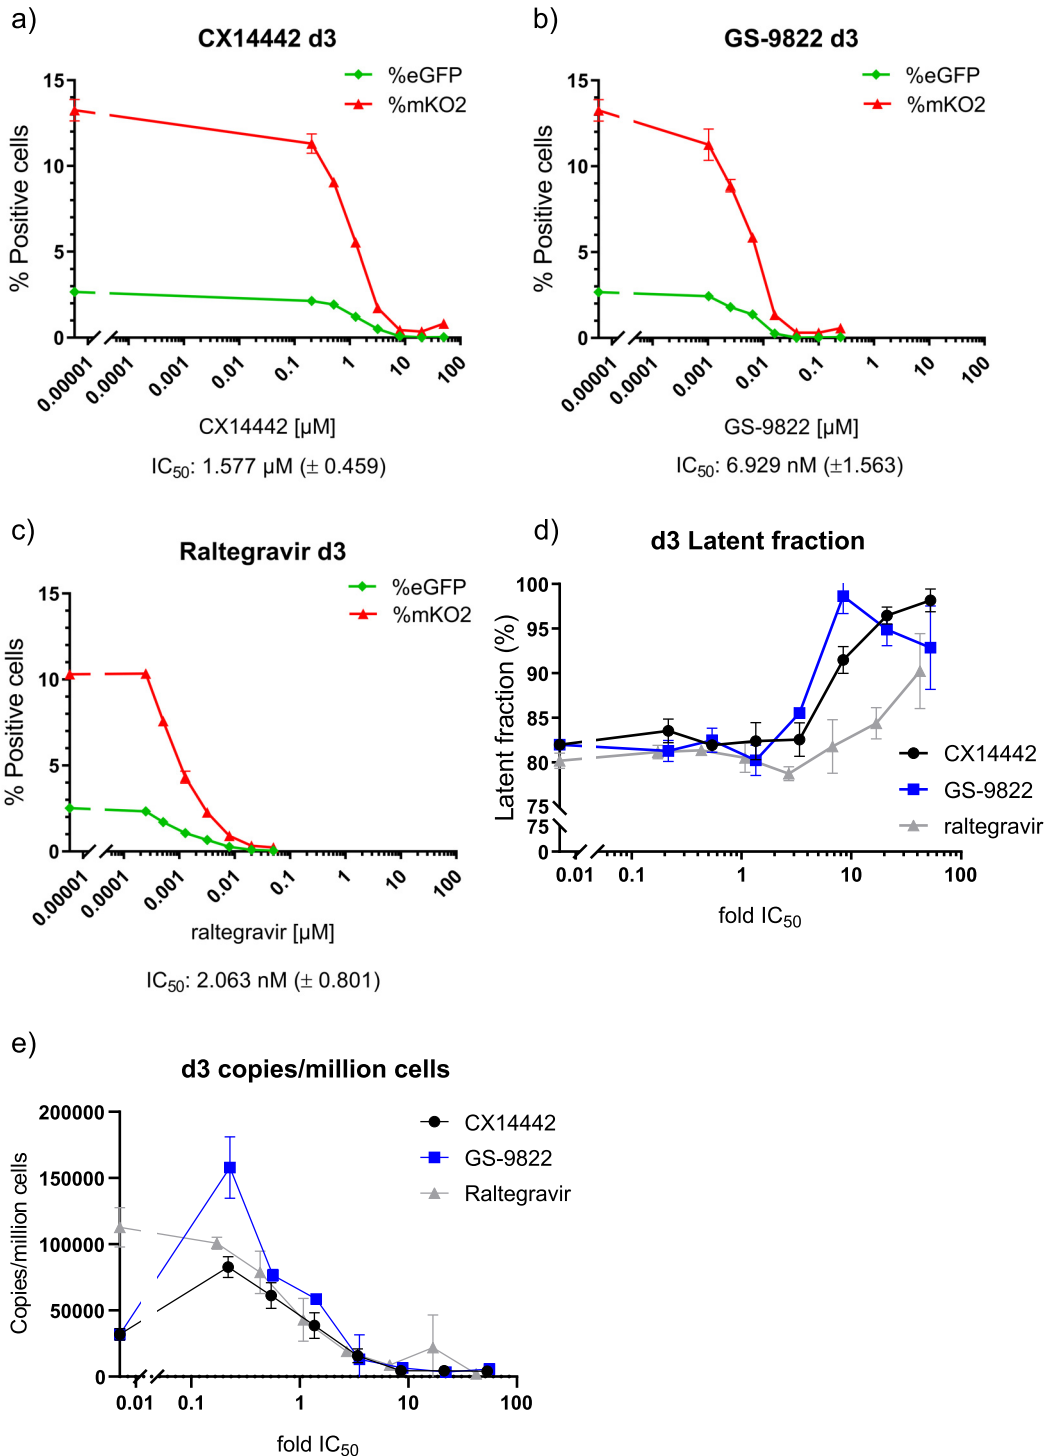 a)
CX14442 d3
%eGFP
%mKO2
% Positive cells
15
10
5
0
0.00001 0.0001 0.001 0.01 0.1 1 10 100
CX14442 [µM]
IC50: 1.577 µM (± 0.459)
b)
GS-9822 d3
%eGFP
%mKO2
% Positive cells
15
10
5
0
0.00001 0.0001 0.001 0.01 0.1 1 10 100
GS-9822 [µM]
IC50: 6.929 nM (±1.563)
c)
Raltegravir d3
%eGFP
%mKO2
% Positive cells
15
10
5
0
0.00001 0.0001 0.001 0.01 0.1 1 10 100
raltegravir [µM]
IC50: 2.063 nM (± 0.801)
d)
d3 Latent fraction
Latent fraction (%)
100
95
90
85
80
75
75
0
0.01 0.1 1 10 100
CX14442
GS-9822
raltegravir
fold IC50
e)
d3 copies/million cells
Copies/million cells
200000
150000
100000
50000
0
0.01 0.1 1 10 100
CX14442
GS-9822
Raltegravir
fold IC50